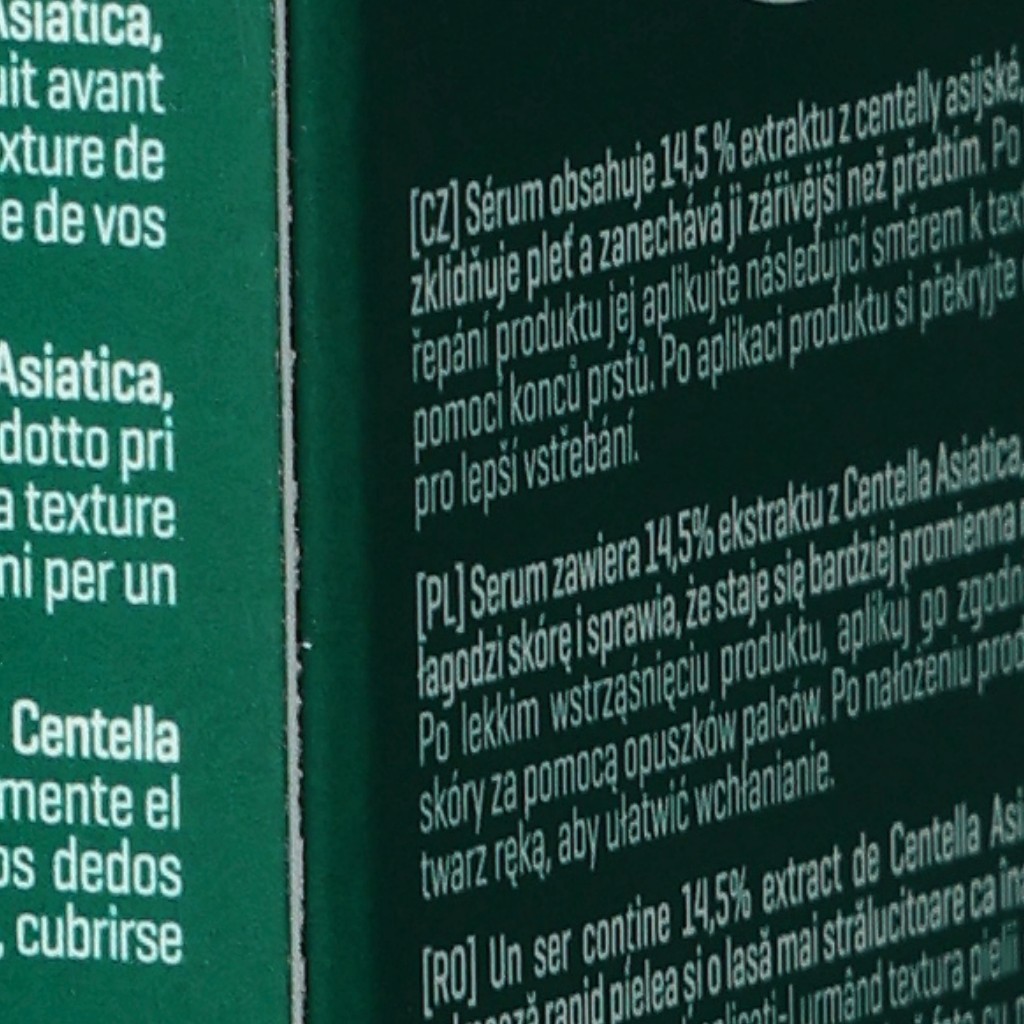 Asiatica,
uit avant
xture de
e de vos
Asiatica,
dotto pri
a texture
ni per un
Centella
mente el
os dedos
, cubrirse
[CZ] Sérum obsahuje 14,5 % extraktu z centelly asijské,
zklidňuje pleť a zanechává ji zářivější než předtím. Po
řepání produktu jej aplikujte následující směrem k text
pomocí konců prstů. Po aplikaci produktu si překryjte
pro lepší vstřebání.
[PL] Serum zawiera 14,5% ekstraktu z Centella Asiatica,
łagodzi skórę i sprawia, że staje się bardziej promienna
Po lekkim wstrząśnięciu produktu, aplikuj go zgodn
skóry za pomocą opuszków palców. Po nałożeniu prod
twarz ręką, aby ułatwić wchłanianie.
[RO] Un ser conține 14,5% extract de Centella Asi
rapid pielea și o lasă mai strălucitoare ca îna
urmând textura pielii